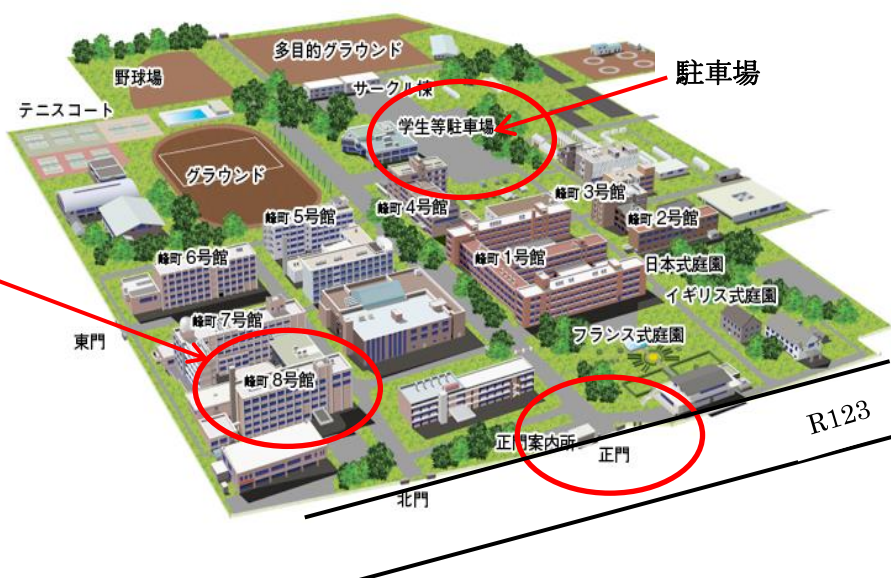 多目的グラウンド
野球場
駐車場
サークル棟
テニスコート
学生等駐車場
グラウンド
峰町3号館
峰町4号館
峰町5号館
峰町2号館
峰町6号館
峰町1号館
日本式庭園
イギリス式庭園
峰町7号館
東門
フランス式庭園
峰町8号館
R123
正門案内所
正門
北門